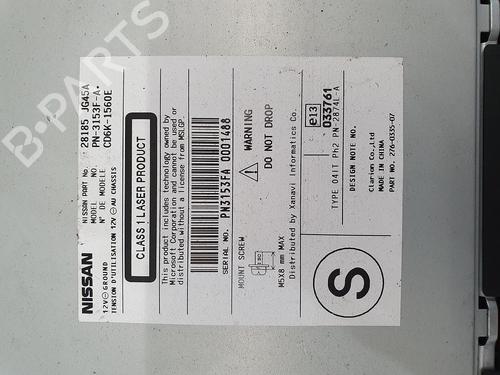 B-PARTS
NISSAN
NISSAN PART No. 28185 JG45A
MODEL NO. PN-3153F-A
N° DE MODELE CD6K-1560E
12V⎓⊖GROUND
TENSION D'UTILISATION 12V ⎓⊖AU CHASSIS
CLASS 1 LASER PRODUCT
This product includes technology owned by
Microsoft Corporation and cannot be used or
distributed without a license from MSLGP.
SERIAL NO. PN3153FA 0001488
MOUNT SCREW
M5X8 mm MAX
WARNING
DO NOT DROP
Distributed by Xanavi Informatics Co.
S
e13
033761
TYPE 04IT Ph2 PN-2874L-A
DESIGN NOTE NO.
Clarion Co.,Ltd.
MADE IN CHINA
PART NO. 276-0335-07